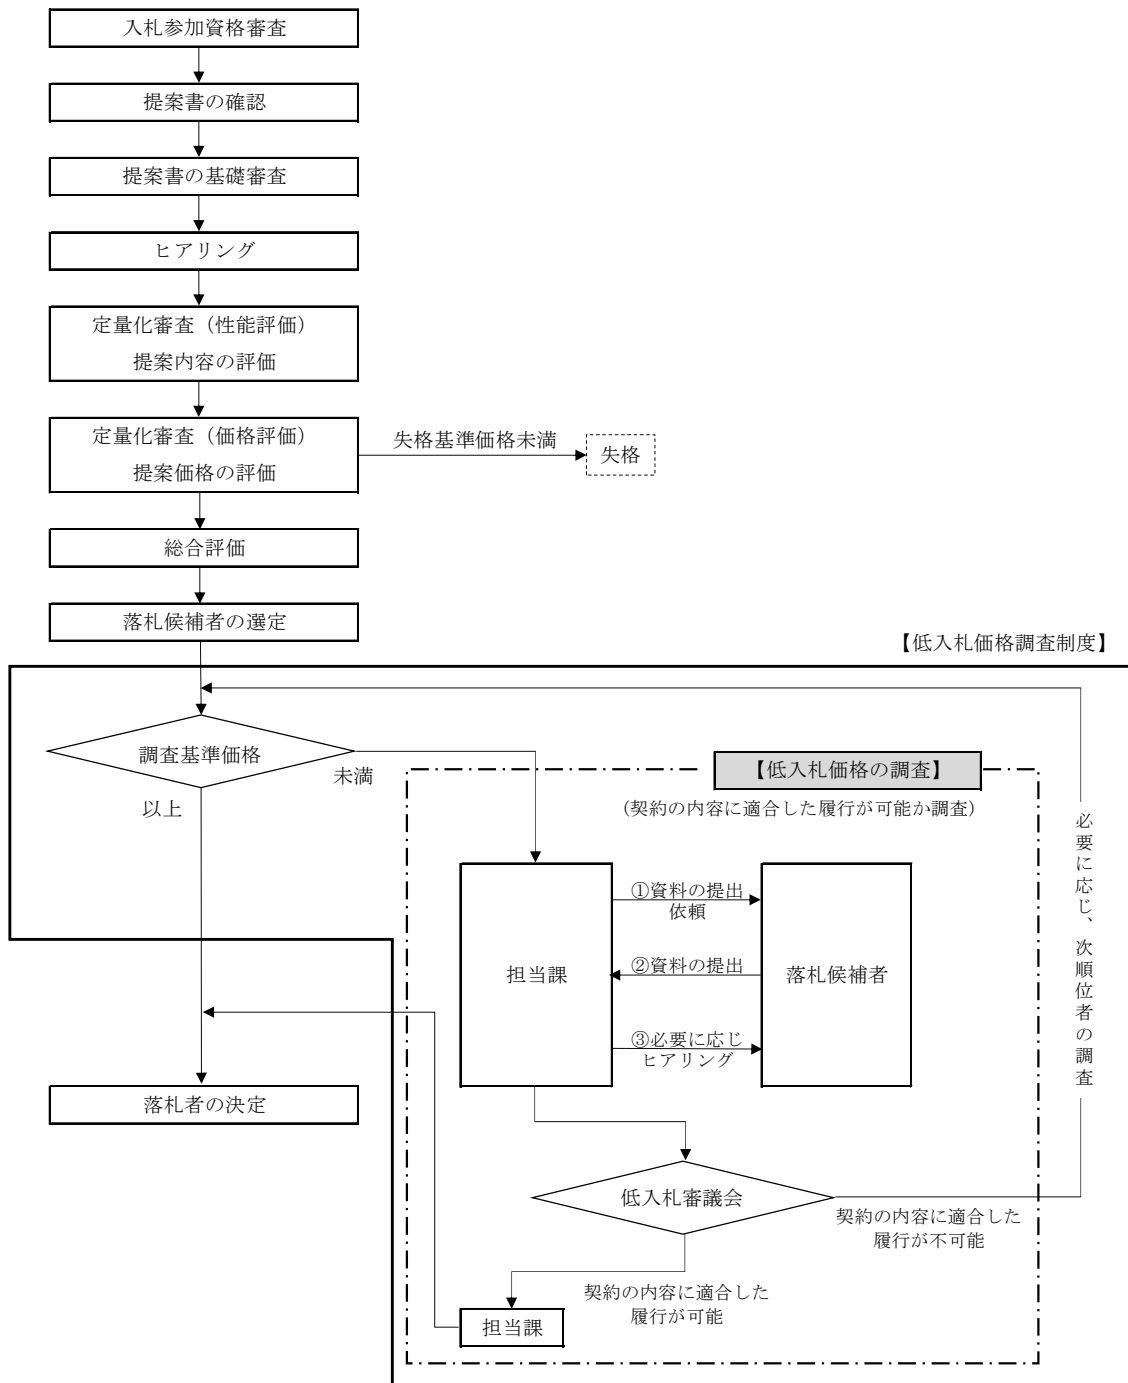 入札参加資格審査
提案書の確認
提案書の基礎審査
ヒアリング
定量化審査（性能評価）
提案内容の評価
定量化審査（価格評価）
提案価格の評価
失格基準価格未満
失格
総合評価
落札候補者の選定
【低入札価格調査制度】
調査基準価格
未満
以上
【低入札価格の調査】
（契約の内容に適合した履行が可能か調査）
担当課
①資料の提出
依頼
②資料の提出
③必要に応じ
ヒアリング
落札候補者
必要に応じ、次順位者の調査
落札者の決定
低入札審議会
契約の内容に適合した
履行が不可能
契約の内容に適合した
履行が可能
担当課